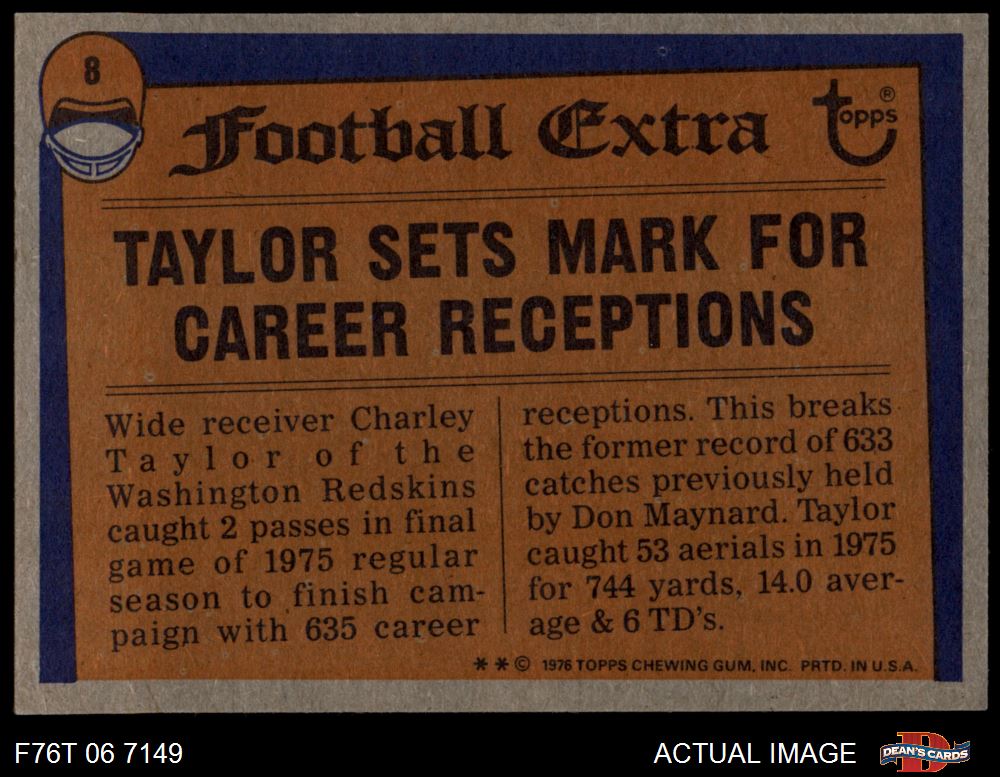 8
Football Extra
topps ®
TAYLOR SETS MARK FOR
CAREER RECEPTIONS
Wide receiver Charley
Taylor of the
Washington Redskins
caught 2 passes in final
game of 1975 regular
season to finish cam-
paign with 635 career
receptions. This breaks
the former record of 633
catches previously held
by Don Maynard. Taylor
caught 53 aerials in 1975
for 744 yards, 14.0 aver-
age & 6 TD's.
** © 1976 TOPPS CHEWING GUM, INC. PRTD. IN U.S.A.
F76T 06 7149
ACTUAL IMAGE
D
DEAN'S CARDS